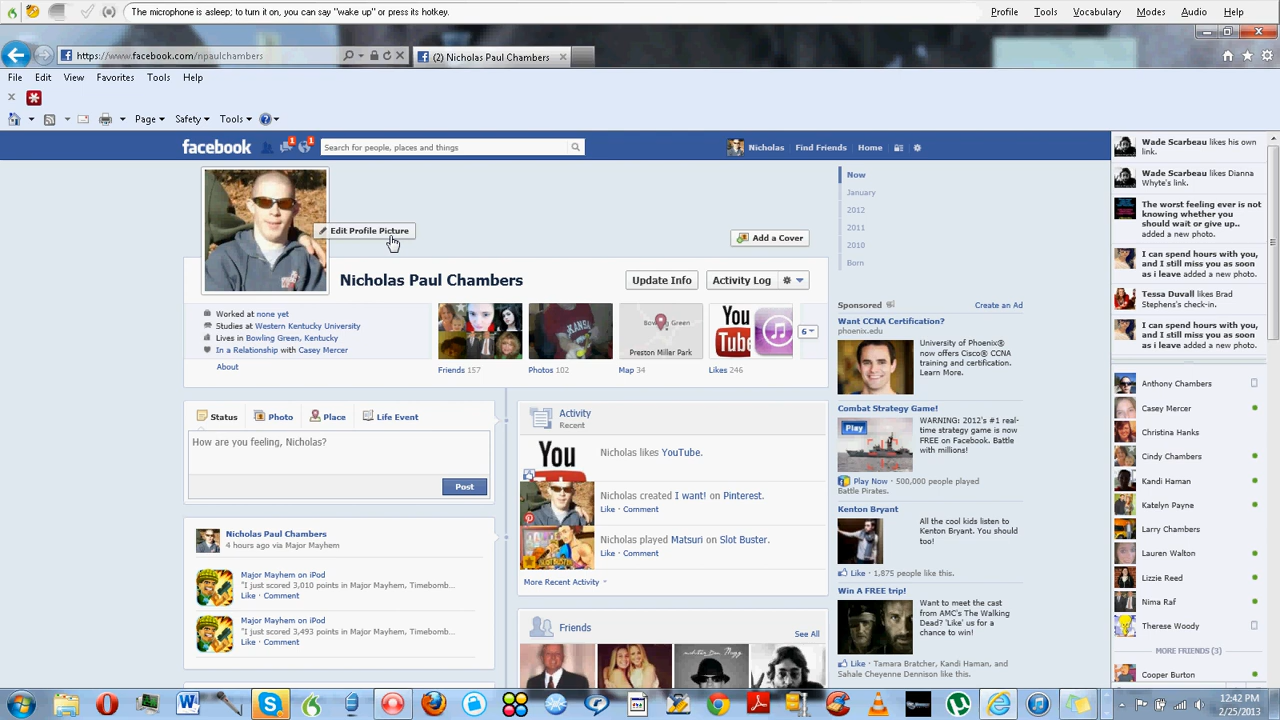 The microphone is asleep; to turn it on, you can say "wake up" or press its hotkey.
Profile Tools Vocabulary Modes Audio Help
https://www.facebook.com/npaulchambers
(2) Nicholas Paul Chambers
File Edit View Favorites Tools Help
Page Safety Tools
facebook
1
1
Search for people, places and things
Nicholas Find Friends Home
Edit Profile Picture
Add a Cover
Nicholas Paul Chambers
Update Info
Activity Log
Worked at none yet
Studies at Western Kentucky University
Lives in Bowling Green, Kentucky
In a Relationship with Casey Mercer
About
Friends 157
Photos 102
Bowling Green
Preston Miller Park
Map 34
You
Tube
Likes 246
6
Status Photo Place Life Event
How are you feeling, Nicholas?
Post
Nicholas Paul Chambers
4 hours ago via Major Mayhem
Major Mayhem on iPod
"I just scored 3,010 points in Major Mayhem, Timebomb...
Like · Comment
Major Mayhem on iPod
"I just scored 3,493 points in Major Mayhem, Timebomb...
Like · Comment
Activity
Recent
You
Nicholas likes YouTube.
Nicholas created I want! on Pinterest.
Like · Comment
Nicholas played Matsuri on Slot Buster.
Like · Comment
More Recent Activity
Friends
See All
Now
January
2012
2011
2010
Born
Sponsored
Create an Ad
Want CCNA Certification?
phoenix.edu
University of Phoenix®
now offers Cisco® CCNA
training and certification.
Learn More.
Combat Strategy Game!
Play
WARNING: 2012's #1 real-
time strategy game is now
FREE on Facebook. Battle
with millions!
Play Now · 500,000 people played
Battle Pirates.
Kenton Bryant
All the cool kids listen to
Kenton Bryant. You should
too!
Like · 1,875 people like this.
Win A FREE trip!
Want to meet the cast
from AMC's The Walking
Dead? 'Like' us for a
chance to win!
Like · Tamara Bratcher, Kandi Haman, and
Sahale Cheyenne Dennison like this.
Wade Scarbeau likes his own
link.
Wade Scarbeau likes Dianna
Whyte's link.
The worst feeling ever is not
knowing whether you
should wait or give up..
added a new photo.
I can spend hours with you,
and I still miss you as soon
as i leave added a new photo.
Tessa Duvall likes Brad
Stephens's check-in.
I can spend hours with you,
and I still miss you as soon
as i leave added a new photo.
Anthony Chambers
Casey Mercer
Christina Hanks
Cindy Chambers
Kandi Haman
Katelyn Payne
Larry Chambers
Lauren Walton
Lizzie Reed
Nima Raf
Therese Woody
MORE FRIENDS (3)
Cooper Burton
12:42 PM
2/25/2013